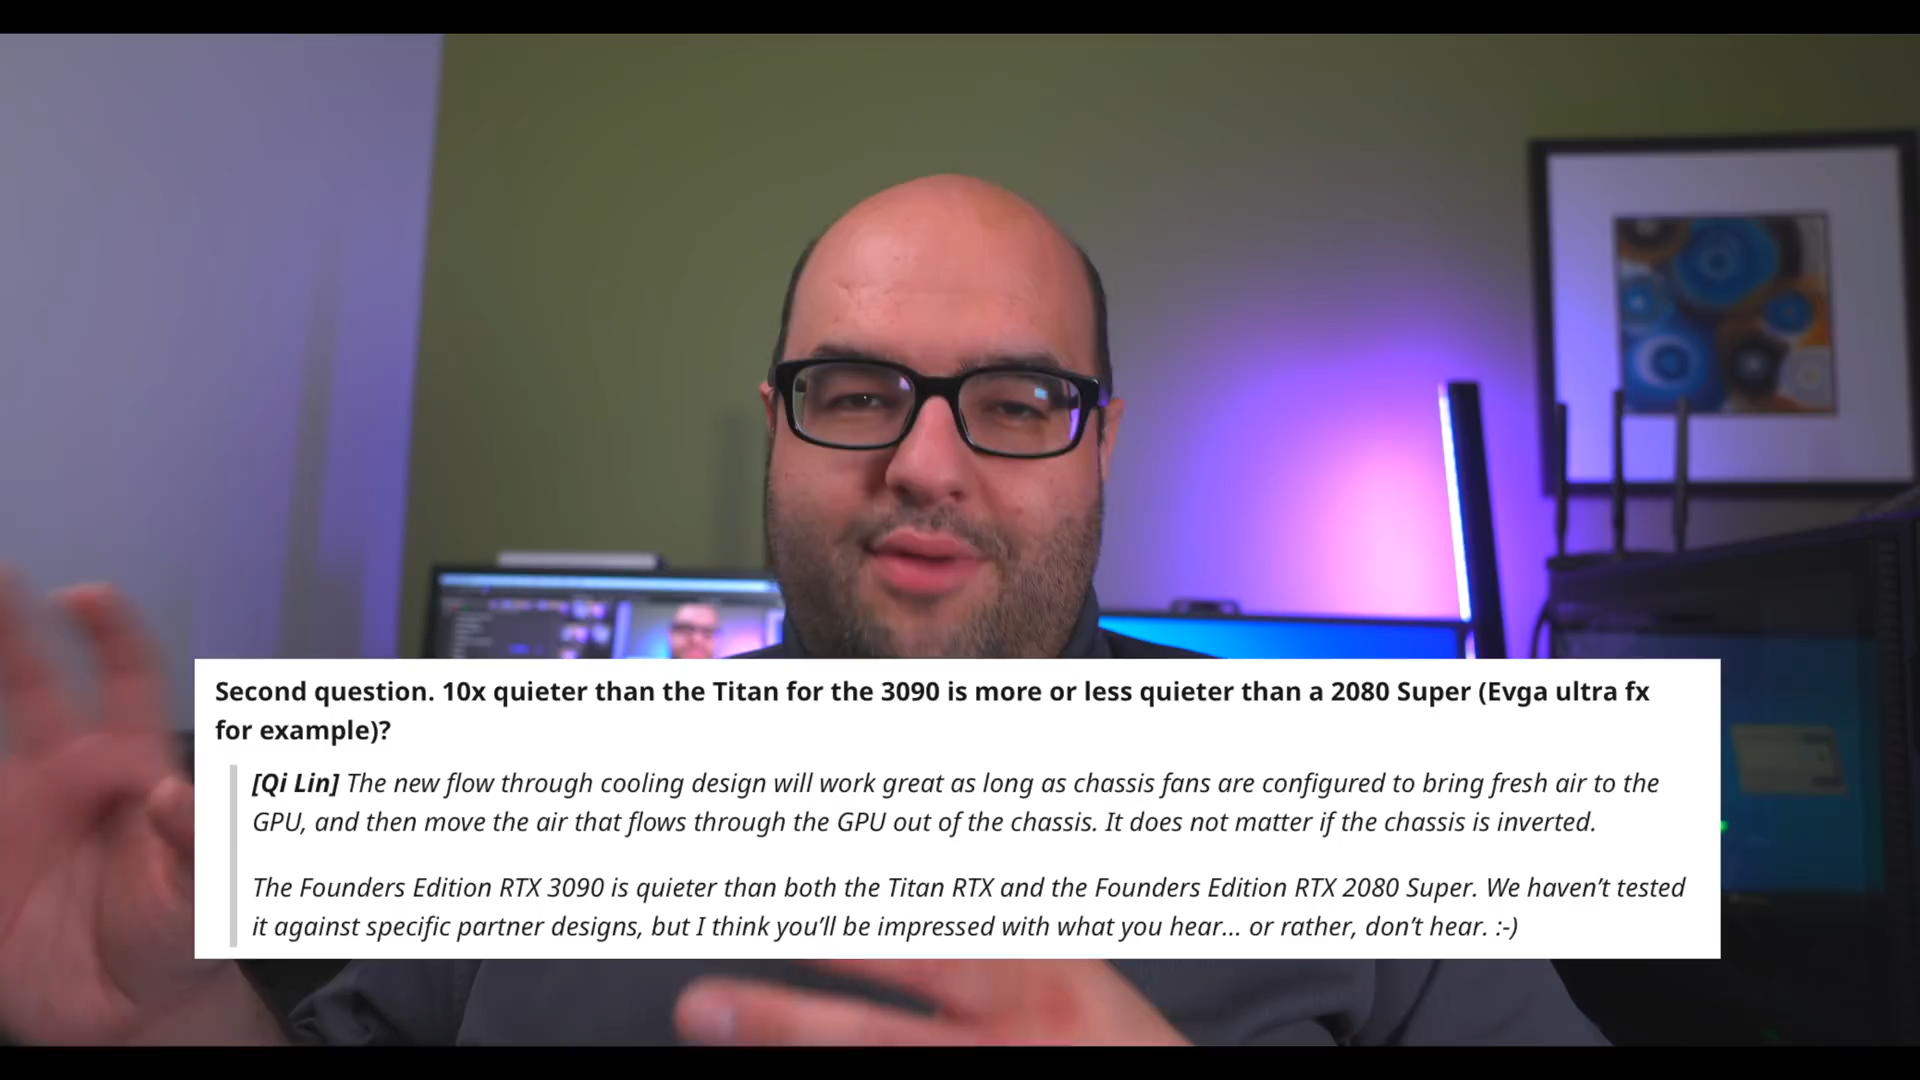 Second question. 10x quieter than the Titan for the 3090 is more or less quieter than a 2080 Super (Evga ultra fx
for example)?
[Qi Lin] The new flow through cooling design will work great as long as chassis fans are configured to bring fresh air to the
GPU, and then move the air that flows through the GPU out of the chassis. It does not matter if the chassis is inverted.
The Founders Edition RTX 3090 is quieter than both the Titan RTX and the Founders Edition RTX 2080 Super. We haven’t tested
it against specific partner designs, but I think you’ll be impressed with what you hear... or rather, don’t hear. :-)